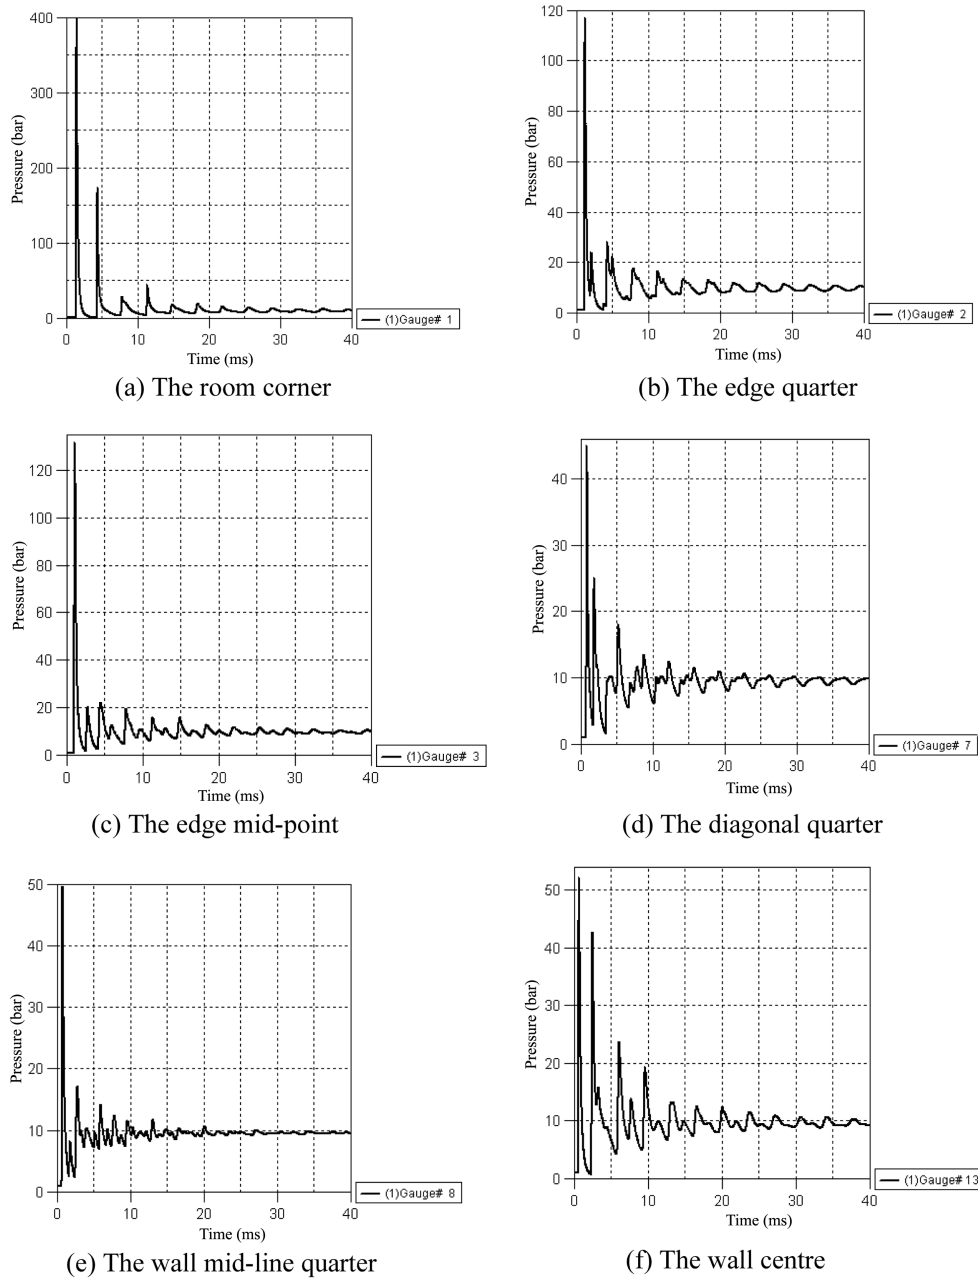 400
300
200
100
0
Pressure (bar)
0 10 20 30 40
Time (ms)
(1)Gauge# 1
(a) The room corner
120
100
80
60
40
20
0
Pressure (bar)
0 10 20 30 40
Time (ms)
(1)Gauge# 2
(b) The edge quarter
120
100
80
60
40
20
0
Pressure (bar)
0 10 20 30 40
Time (ms)
(1)Gauge# 3
(c) The edge mid-point
40
30
20
10
0
Pressure (bar)
0 10 20 30 40
Time (ms)
(1)Gauge# 7
(d) The diagonal quarter
50
40
30
20
10
0
Pressure (bar)
0 10 20 30 40
Time (ms)
(1)Gauge# 8
(e) The wall mid-line quarter
50
40
30
20
10
0
Pressure (bar)
0 10 20 30 40
Time (ms)
(1)Gauge# 13
(f) The wall centre